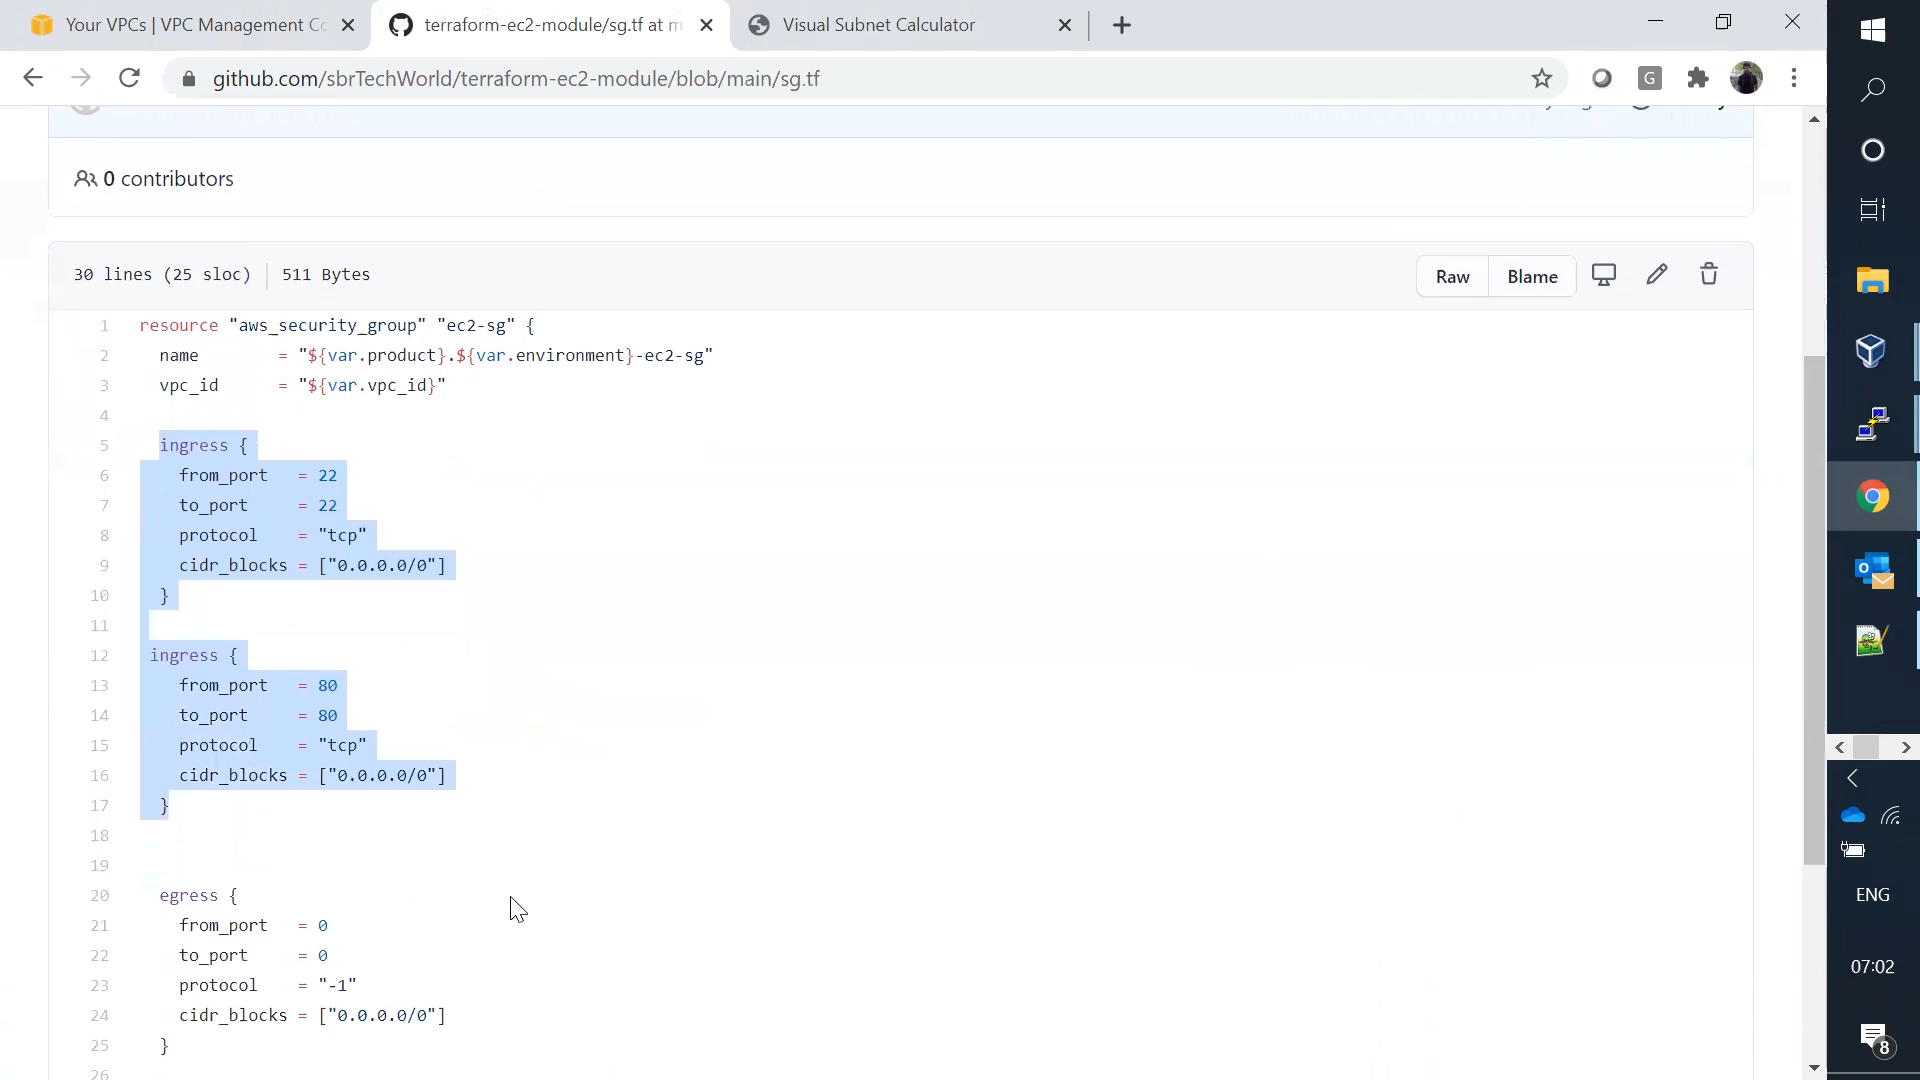 Your VPCs | VPC Management Co
terraform-ec2-module/sg.tf at m
Visual Subnet Calculator
github.com/sbrTechWorld/terraform-ec2-module/blob/main/sg.tf
G
0 contributors
30 lines (25 sloc) 511 Bytes
Raw Blame
1 resource "aws_security_group" "ec2-sg" {
2 name = "${var.product}.${var.environment}-ec2-sg"
3 vpc_id = "${var.vpc_id}"
4
5 ingress {
6 from_port = 22
7 to_port = 22
8 protocol = "tcp"
9 cidr_blocks = ["0.0.0.0/0"]
10 }
11
12 ingress {
13 from_port = 80
14 to_port = 80
15 protocol = "tcp"
16 cidr_blocks = ["0.0.0.0/0"]
17 }
18
19
20 egress {
21 from_port = 0
22 to_port = 0
23 protocol = "-1"
24 cidr_blocks = ["0.0.0.0/0"]
25 }
26
ENG
07:02
8